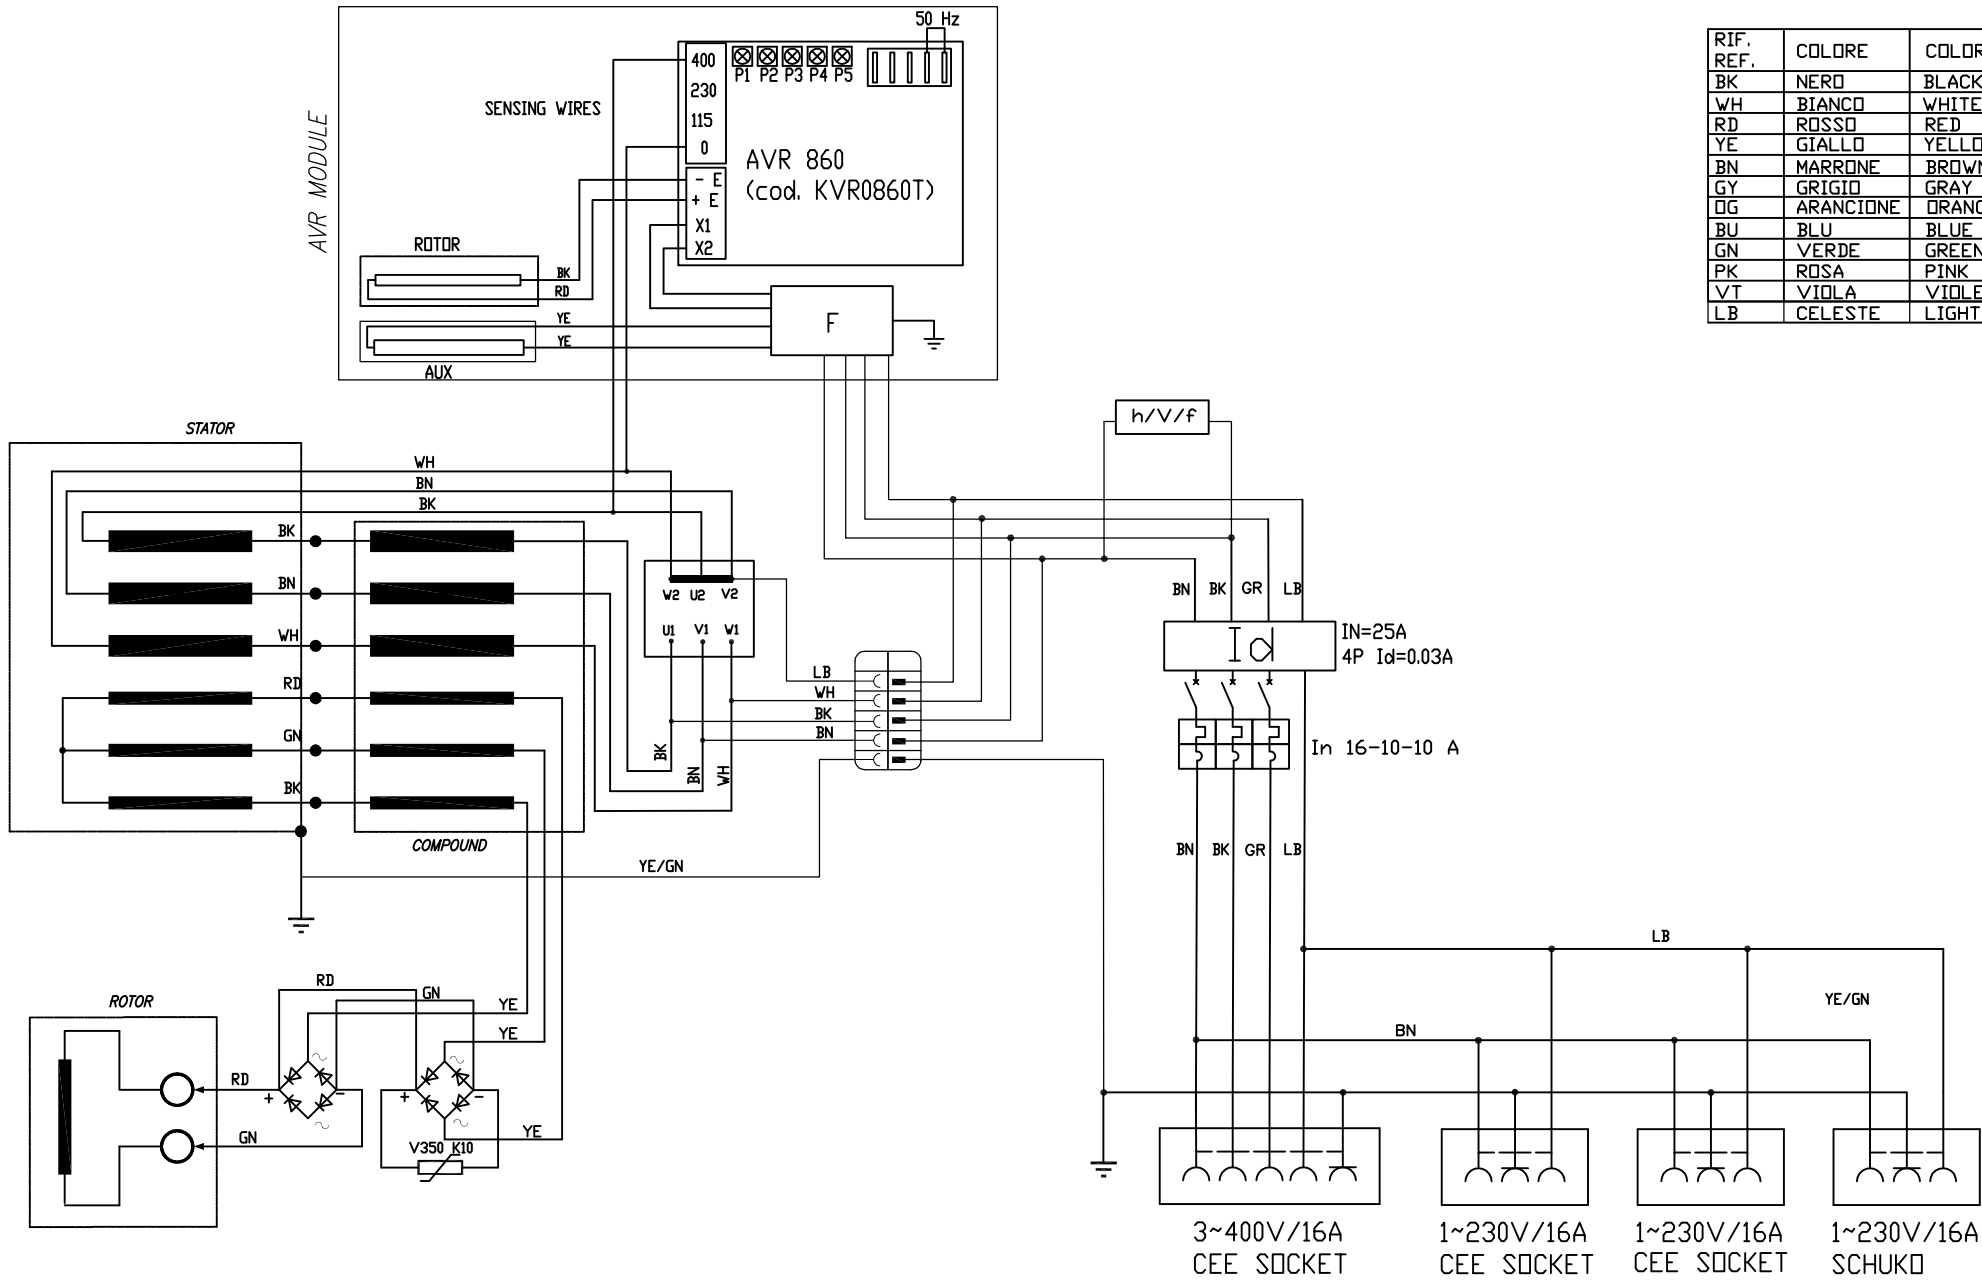 50 Hz
400
230
115
0
- E
+ E
X1
X2
P1 P2 P3 P4 P5
AVR 860
(cod. KVR0860T)
SENSING WIRES
AVR MODULE
ROTOR
BK
RD
YE
YE
AUX
F
RIF. REF. COLORE
BK NERO BLACK
WH BIANCO WHITE
RD ROSSO RED
YE GIALLO
BN MARRONE
GY GRIGIO GRAY
OG ARANCIONE
BU BLU BLUE
GN VERDE GREEN
PK ROSA PINK
VT VIOLA
LB CELESTE LIGHT
h/V/f
STATOR
WH
BN
BK
BK
BN
WH
RD
GN
BK
COMPOUND
W2 U2 V2
U1 V1 W1
BK
BN
WH
LB
WH
BK
BN
YE/GN
BN BK GR LB
I d
IN=25A
4P Id=0.03A
In 16-10-10 A
BN BK GR LB
LB
YE/GN
BN
ROTOR
RD
GN
YE
YE
YE
RD
GN
+ -
+ -
V350 K10
3~400V/16A
CEE SOCKET
1~230V/16A
CEE SOCKET
1~230V/16A
CEE SOCKET
1~230V/16A
SCHUKO